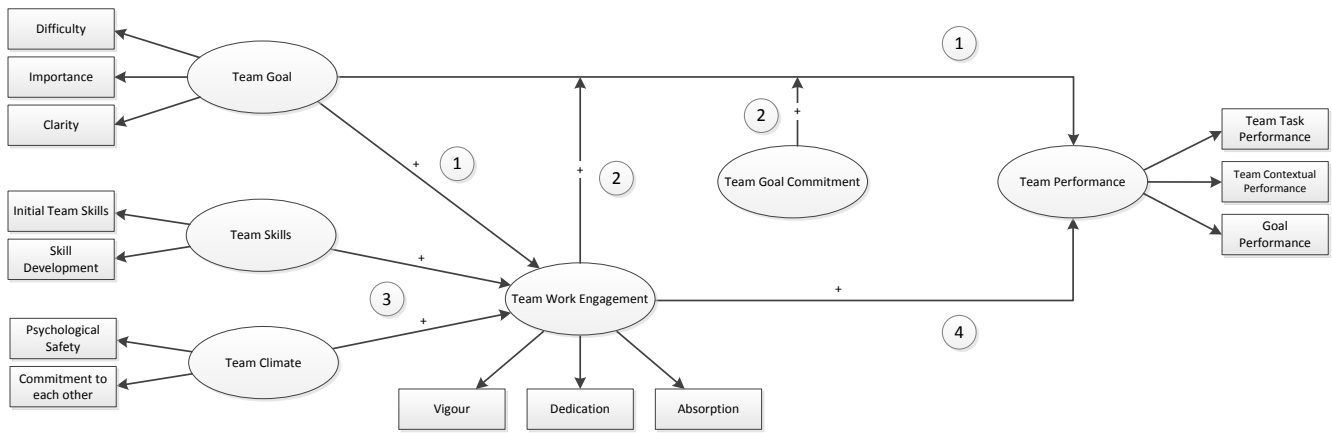 Difficulty
Importance
Clarity
Team Goal
1
+
1
+
2
+
2
Team Goal Commitment
Team Performance
Team Task
Performance
Team Contextual
Performance
Goal
Performance
Initial Team Skills
Skill
Development
Team Skills
+
3
+
Psychological
Safety
Commitment to
each other
Team Climate
Team Work Engagement
+
4
Vigour
Dedication
Absorption